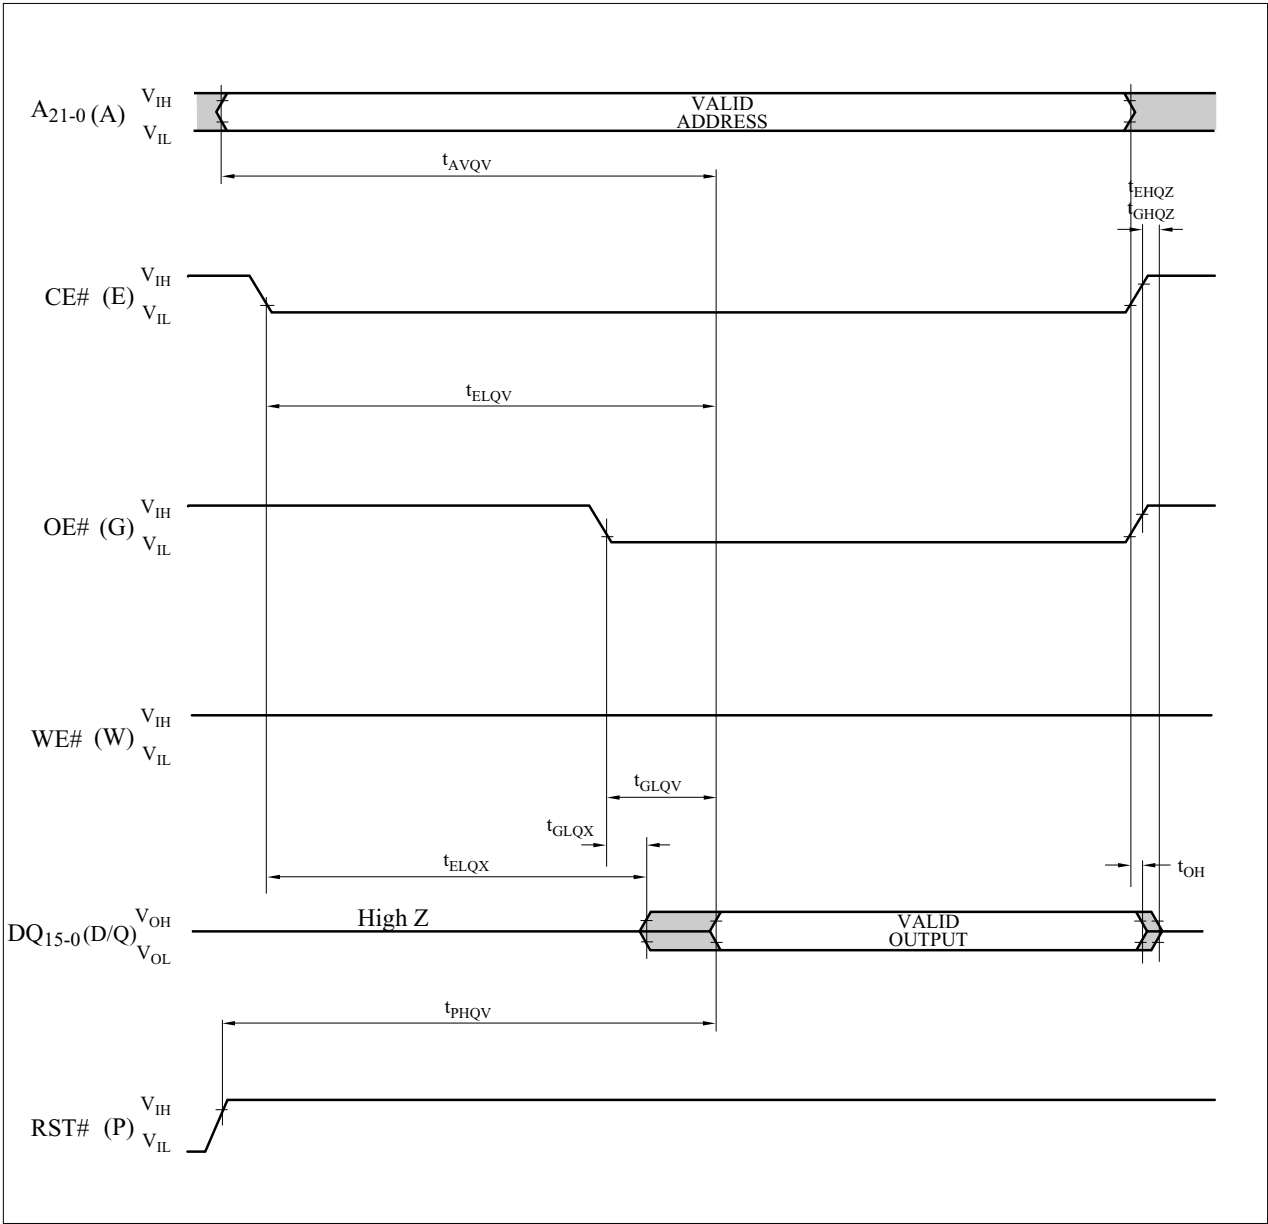 VIH
A21-0 (A)
VIL
VALID
ADDRESS
tAVQV
tEHQZ
tGHQZ
VIH
CE# (E)
VIL
tELQV
VIH
OE# (G)
VIL
VIH
WE# (W)
VIL
tGLQV
tGLQX
tELQX
tOH
VOH
DQ15-0 (D/Q)
VOL
High Z
VALID
OUTPUT
tPHQV
VIH
RST# (P)
VIL